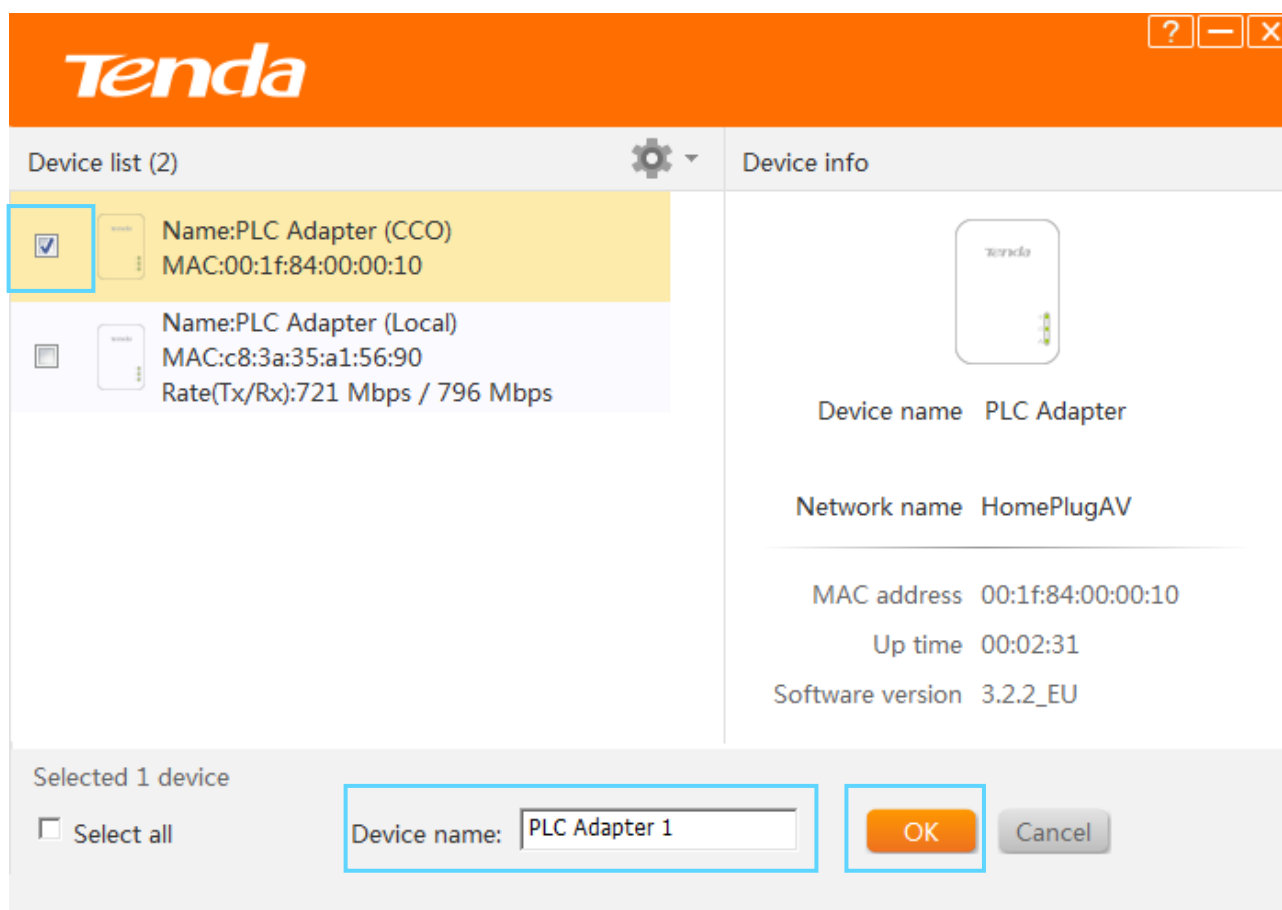 ? — X
Tenda
Device list (2)
Device info
Name:PLC Adapter (CCO)
MAC:00:1f:84:00:00:10
Name:PLC Adapter (Local)
MAC:c8:3a:35:a1:56:90
Rate(Tx/Rx):721 Mbps / 796 Mbps
Tenda
Device name PLC Adapter
Network name HomePlugAV
MAC address 00:1f:84:00:00:10
Up time 00:02:31
Software version 3.2.2_EU
Selected 1 device
Select all
Device name: PLC Adapter 1
OK
Cancel